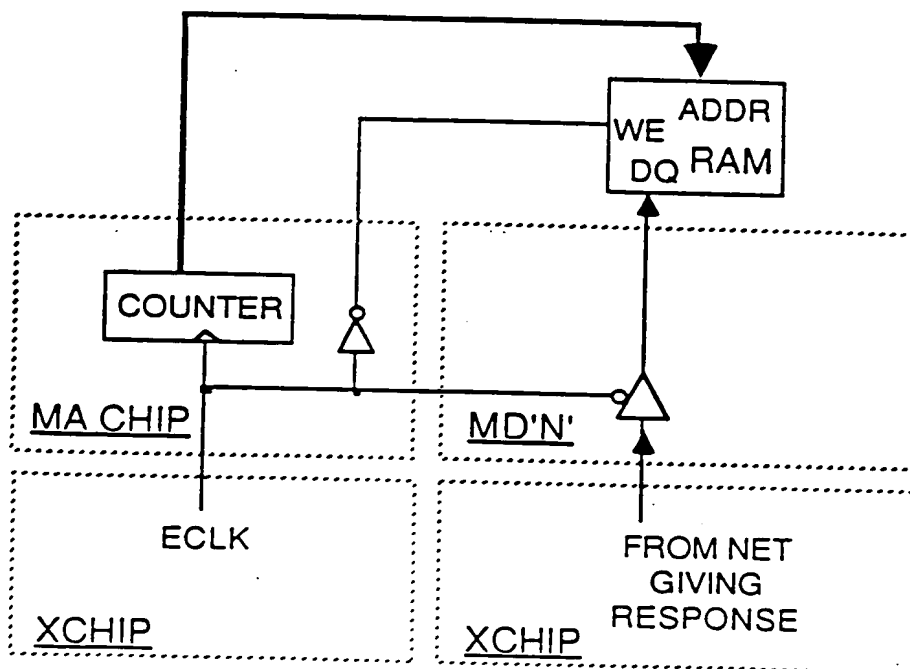 ADDR
WE
RAM
DQ
COUNTER
MA CHIP
MD'N'
ECLK
FROM NET
GIVING
RESPONSE
XCHIP
XCHIP